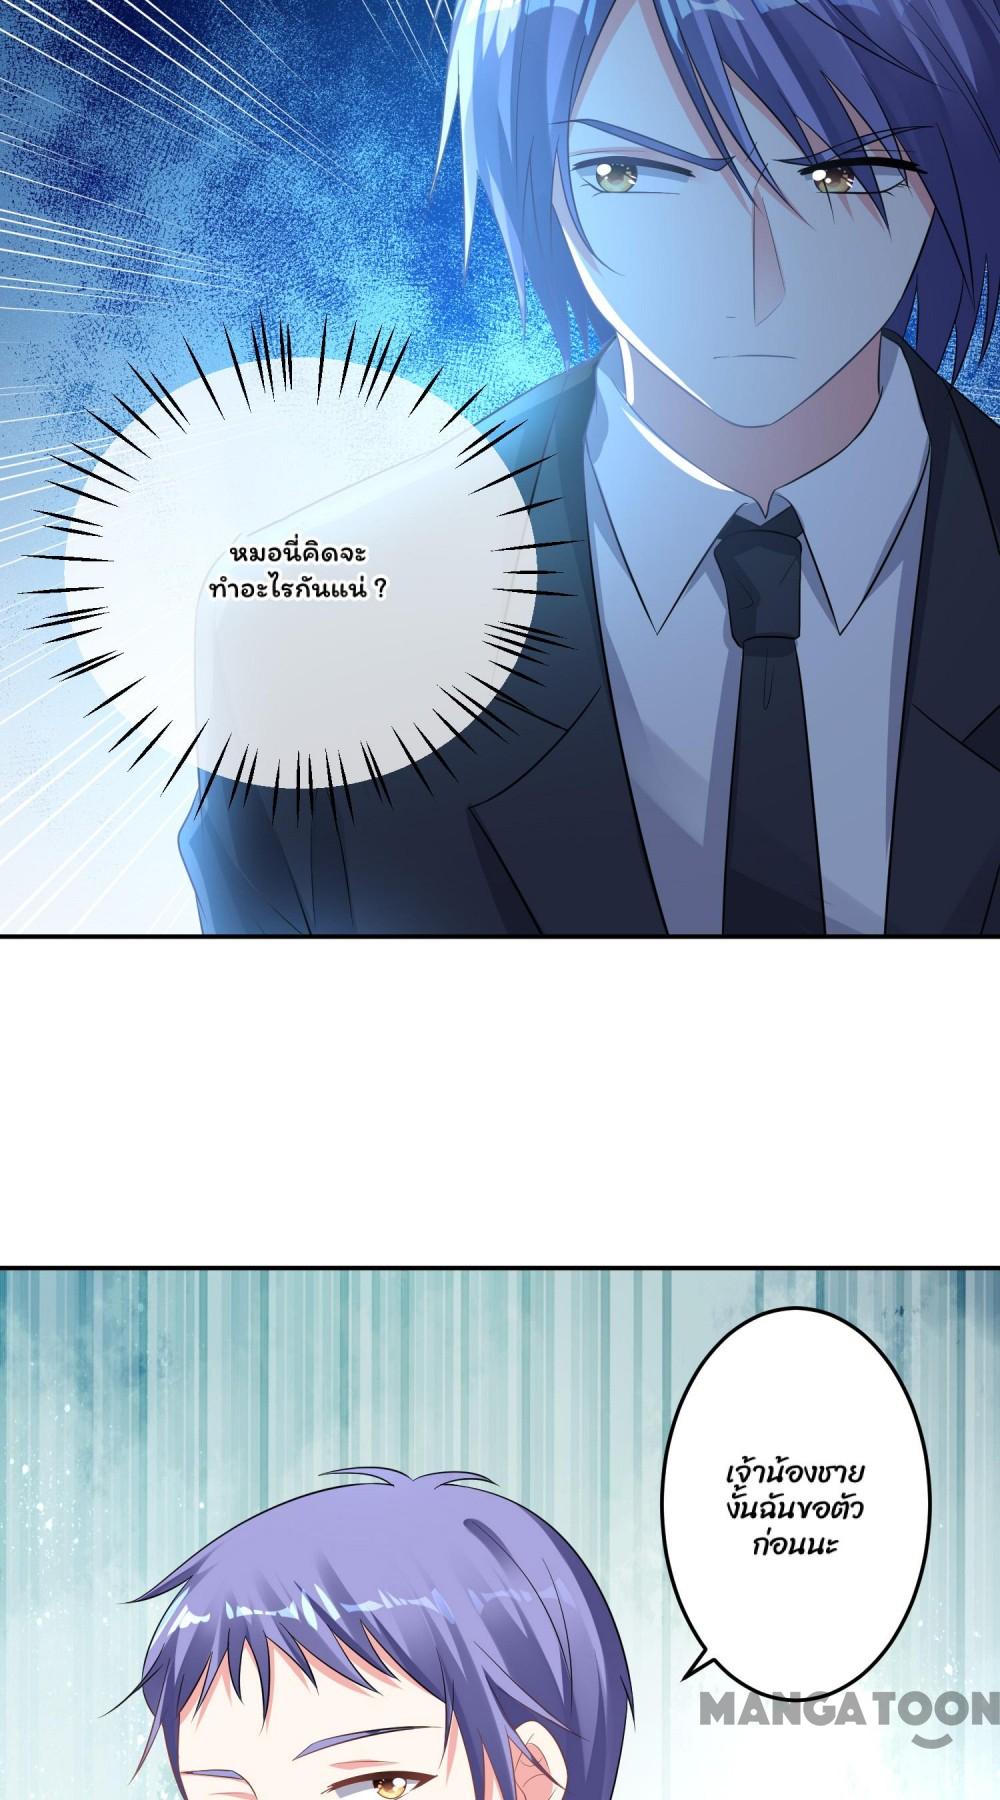 หมอนี่คิดจะ
ทำอะไรกันแน่ ?
เจ้าน้องชาย
งั้นฉันขอตัว
ก่อนนะ
MANGATOON